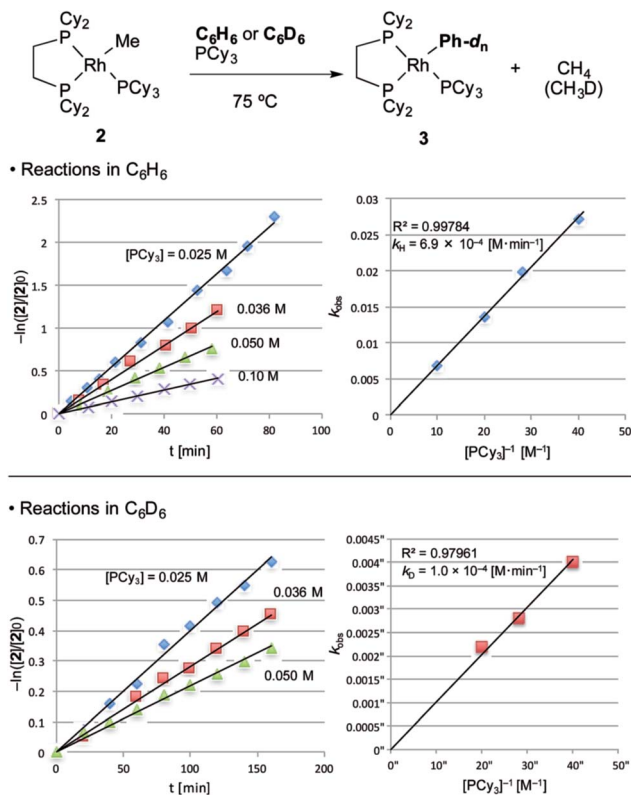 Cy₂
P
Me
Rh
P
PCy₃
Cy₂
2
C₆H₆ or C₆D₆
PCy₃
75 ºC
Cy₂
P
Ph-dₙ
Rh
P
PCy₃
Cy₂
3
+
CH₄
(CH₃D)
• Reactions in C₆H₆
2.5
2
1.5
1
0.5
0
0 20 40 60 80 100
–ln([2]/[2]0)
t [min]
[PCy₃] = 0.025 M
0.036 M
0.050 M
0.10 M
0.03
0.025
0.02
0.015
0.01
0.005
0
0 10 20 30 40 50
k_obs
[PCy₃]⁻¹ [M⁻¹]
R² = 0.99784
k_H = 6.9 × 10⁻⁴ [M·min⁻¹]
• Reactions in C₆D₆
0.7
0.6
0.5
0.4
0.3
0.2
0.1
0
0 50 100 150 200
–ln([2]/[2]0)
t [min]
[PCy₃] = 0.025 M
0.036 M
0.050 M
0.0045"
0.004"
0.0035"
0.003"
0.0025"
0.002"
0.0015"
0.001"
0.0005"
0"
0" 10" 20" 30" 40" 50"
k_obs
[PCy₃]⁻¹ [M⁻¹]
R² = 0.97961
k_D = 1.0 × 10⁻⁴ [M·min⁻¹]